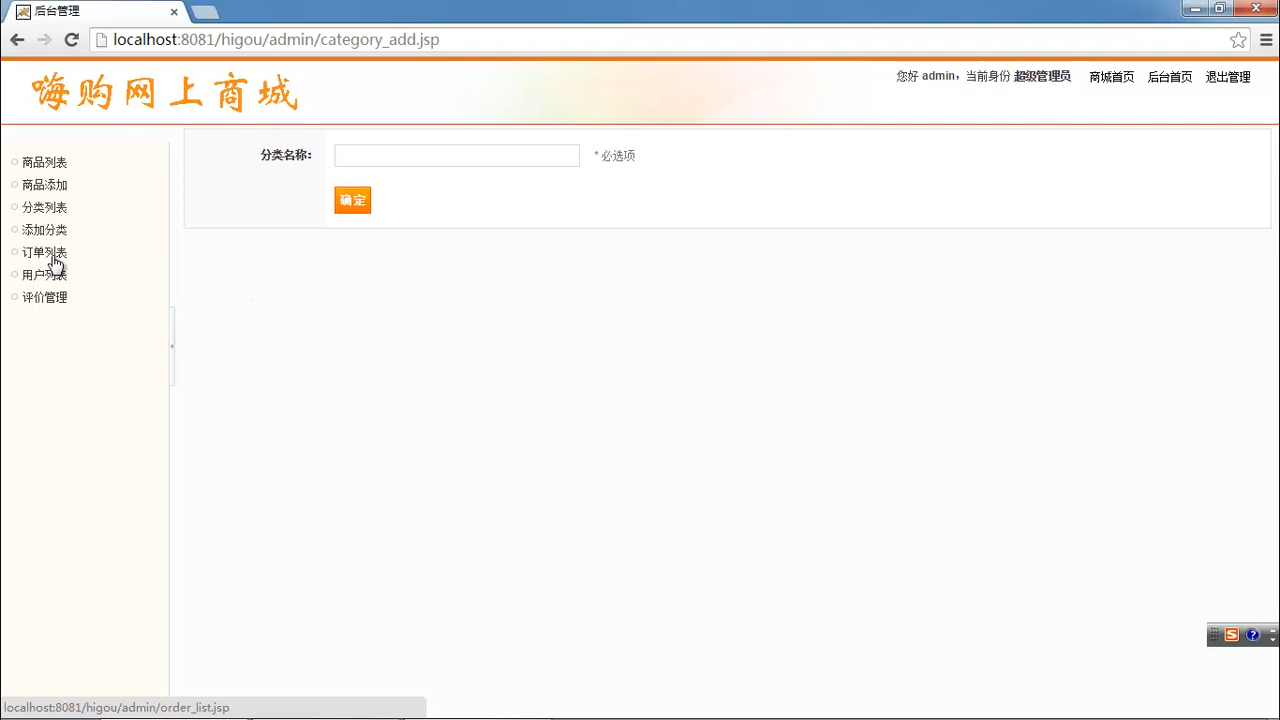 后台管理
localhost:8081/higou/admin/category_add.jsp
嗨购网上商城
您好 admin，当前身份 超级管理员 商城首页 后台首页 退出管理
商品列表
商品添加
分类列表
添加分类
订单列表
用户列表
评价管理
分类名称：
* 必选项
确定
localhost:8081/higou/admin/order_list.jsp